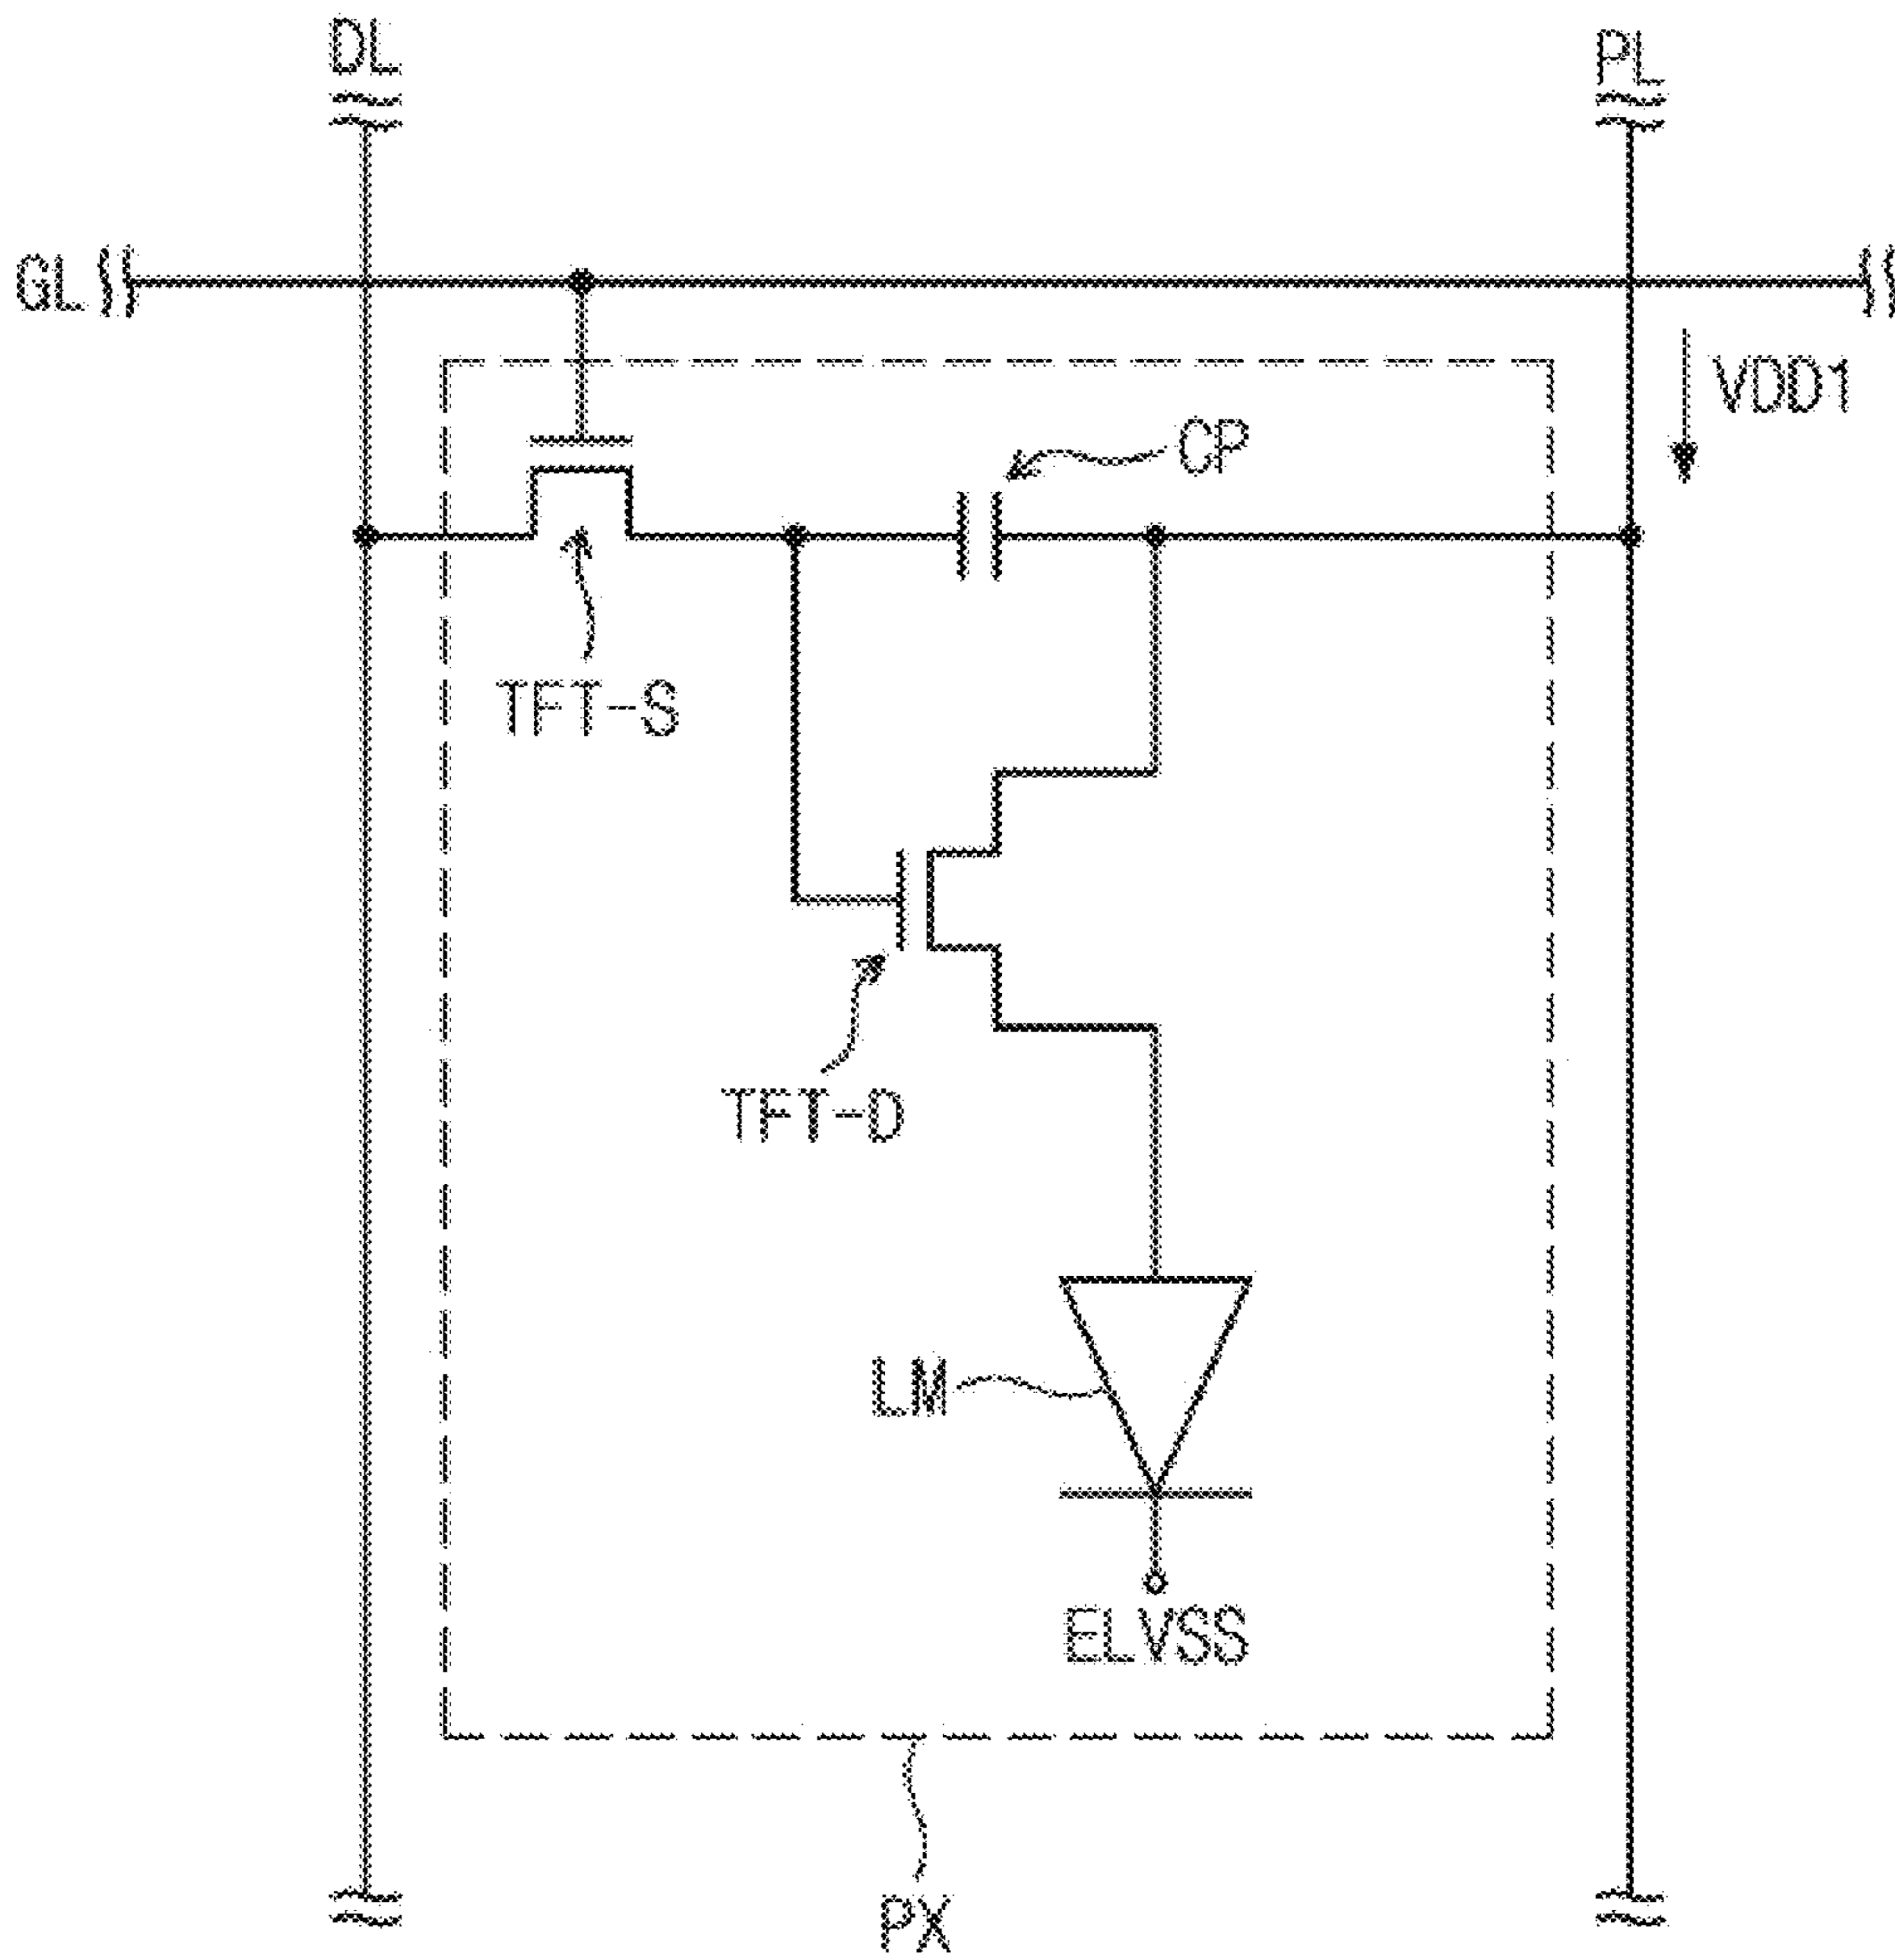 DL
PL
GL
VDD1
CP
TFT-S
TFT-D
LM
ELVSS
PX